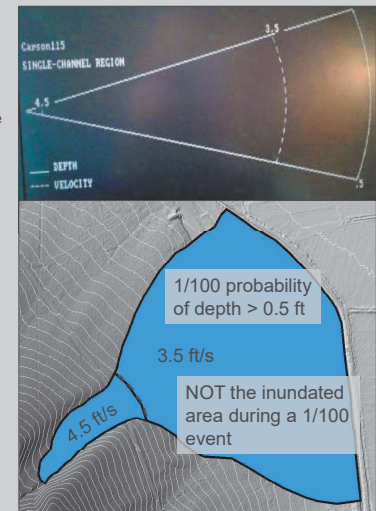 Carson115
SINGLE-CHANNEL REGION
3.5
4.5
.5
DEPTH
VELOCITY
1/100 probability
of depth > 0.5 ft
3.5 ft/s
NOT the inundated
area during a 1/100
event
4.5 ft/s